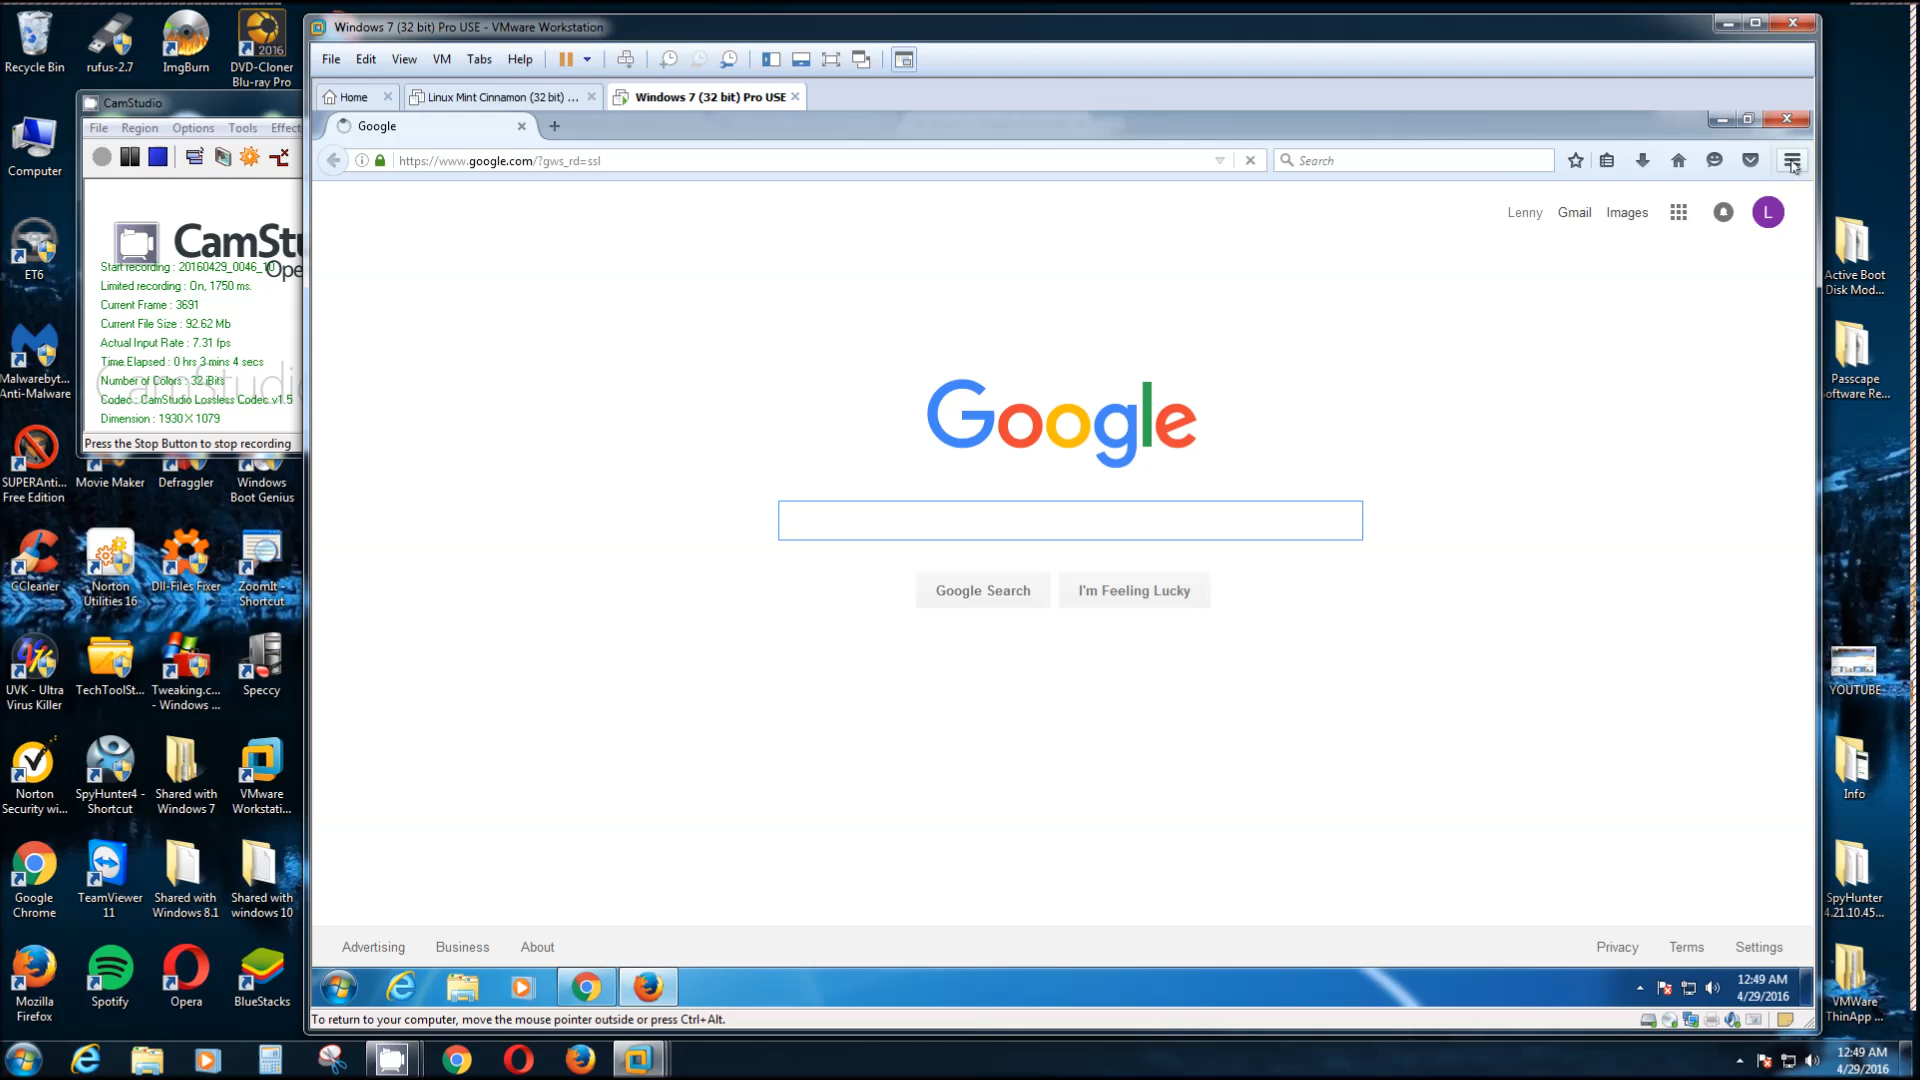 Recycle Bin
rufus-2.7
ImgBurn
2016
DVD-Cloner
Blu-ray Pro
Computer
ET6
Malwareby...
Anti-Malware
SUPERAnti...
Free Edition
Movie Maker
Defraggler
Windows
Boot Genius
CCleaner
Norton
Utilities 16
Dll-Files Fixer
ZoomIt -
Shortcut
UVK - Ultra
Virus Killer
TechToolSt...
Tweaking.c...
- Windows ...
Speccy
Norton
Security wi...
SpyHunter4 -
Shortcut
Shared with
Windows 7
VMware
Workstati...
Google
Chrome
TeamViewer
11
Shared with
Windows 8.1
Shared with
windows 10
Mozilla
Firefox
Spotify
Opera
BlueStacks
CamStudio
File Region Options Tools Effect
CamStu
Ope
Start recording : 20160429_0046_10
Limited recording : On, 1750 ms.
Current Frame : 3691
Current File Size : 92.62 Mb
Actual Input Rate : 7.31 fps
Time Elapsed : 0 hrs 3 mins 4 secs
Number of Colors : 32 Bits
Codec : CamStudio Lossless Codec v1.5
Dimension : 1930 X 1079
Press the Stop Button to stop recording
Windows 7 (32 bit) Pro USE - VMware Workstation
File Edit View VM Tabs Help
Home
Linux Mint Cinnamon (32 bit) ...
Windows 7 (32 bit) Pro USE
Google
https://www.google.com/?gws_rd=ssl
Search
Lenny Gmail Images
L
Google
Google Search
I'm Feeling Lucky
Advertising Business About
Privacy Terms Settings
12:49 AM
4/29/2016
To return to your computer, move the mouse pointer outside or press Ctrl+Alt.
Active Boot
Disk Mod...
Passcape
Software Re...
YOUTUBE
Info
SpyHunter
4.21.10.45...
VMWare
ThinApp ...
12:49 AM
4/29/2016